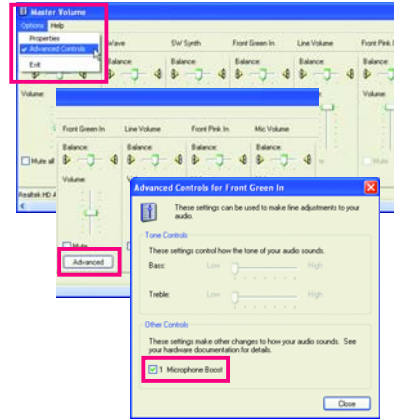 Master Volume
Options Help
Properties
Advanced Controls
Exit
Wave
SW Synth
Front Green In
Line Volume
Front Pink
Balance:
Balance:
Balance:
Balance:
Balance:
Volume:
Volume:
Mute all
Mute
Realtek HD A
Front Green In
Line Volume
Front Pink In
Mic Volume
Balance:
Balance:
Balance:
Balance:
Volume:
Mute
Advanced
Advanced Controls for Front Green In
These settings can be used to make fine adjustments to your
audio.
Tone Controls
These settings control how the tone of your audio sounds.
Bass:
Low
High
Treble:
Low
High
Other Controls
These settings make other changes to how your audio sounds. See
your hardware documentation for details.
1 Microphone Boost
Close